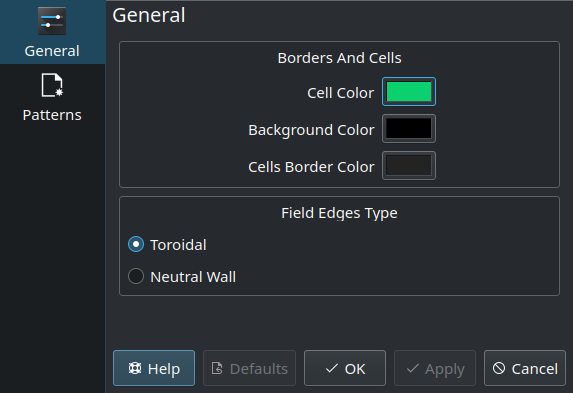 General
Patterns
General
Borders And Cells
Cell Color
Background Color
Cells Border Color
Field Edges Type
Toroidal
Neutral Wall
Help
Defaults
OK
Apply
Cancel